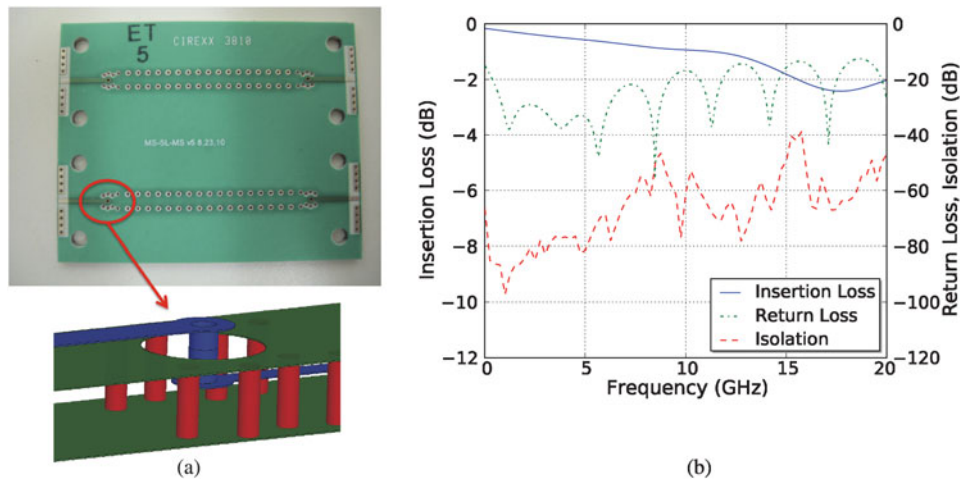 ET
5
CIREXX 3810
MS-SL-MS v6 8,23,10
(a)
0
-2
-4
-6
-8
-10
-12
Insertion Loss (dB)
0
-20
-40
-60
-80
-100
-120
Return Loss, Isolation (dB)
Insertion Loss
Return Loss
Isolation
0
5
10
15
20
Frequency (GHz)
(b)